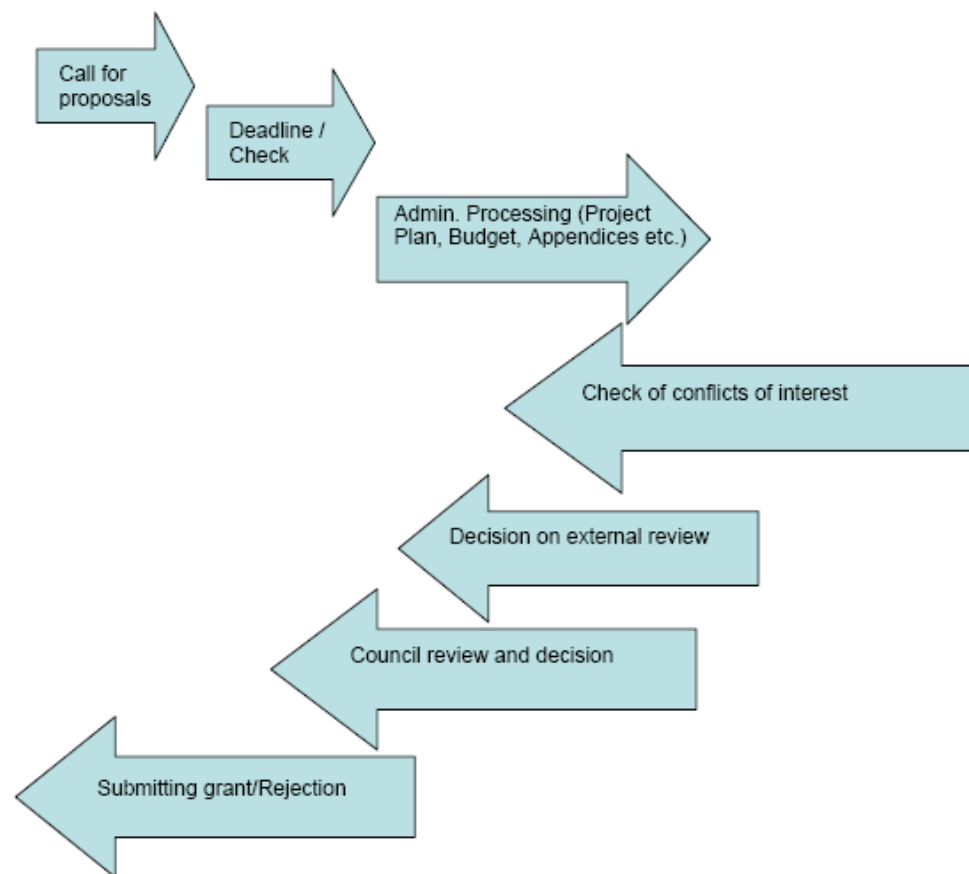 Call for
proposals
Deadline /
Check
Admin. Processing (Project
Plan, Budget, Appendices etc.)
Check of conflicts of interest
Decision on external review
Council review and decision
Submitting grant/Rejection